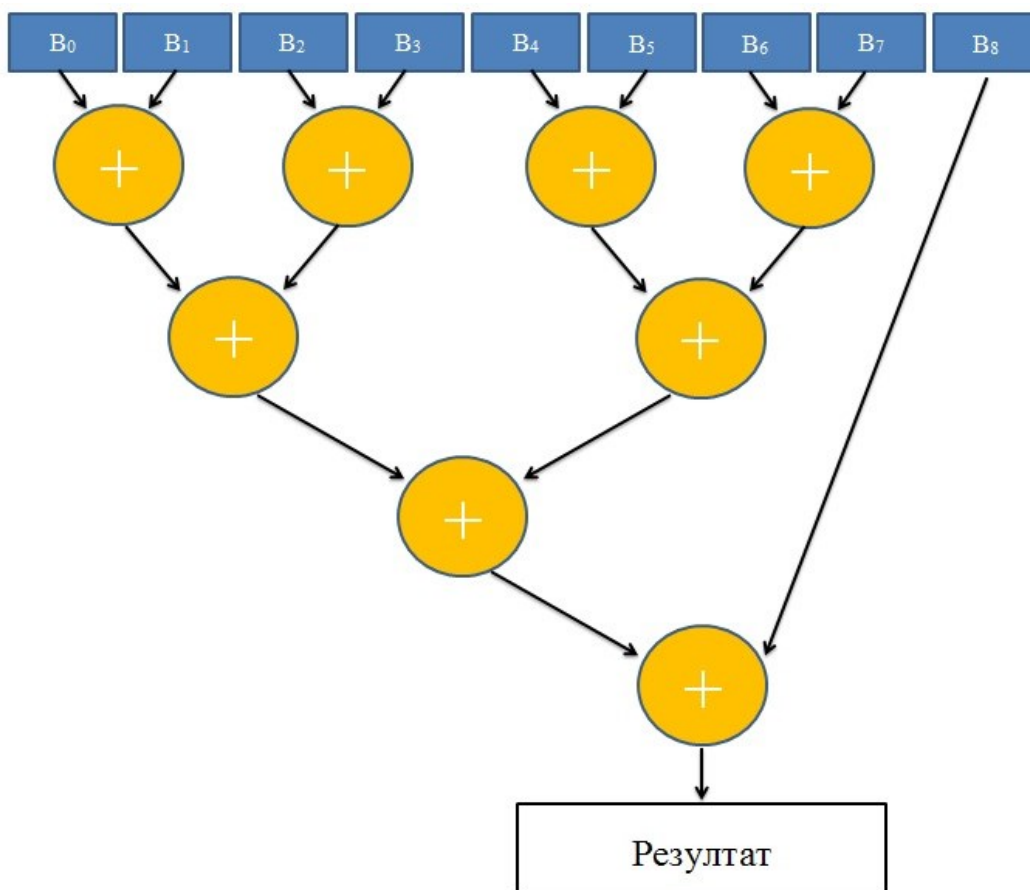 B₀ B₁ B₂ B₃ B₄ B₅ B₆ B₇ B₈
+ + + +
+ +
+
+
Резултат